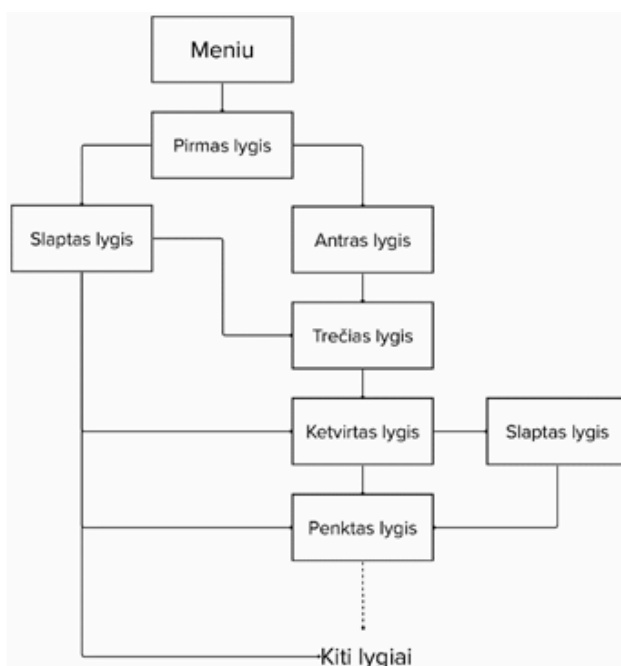 Meniu
Pirmas lygis
Slaptas lygis
Antras lygis
Trečias lygis
Ketvirtas lygis
Slaptas lygis
Penktas lygis
Kiti lygiai